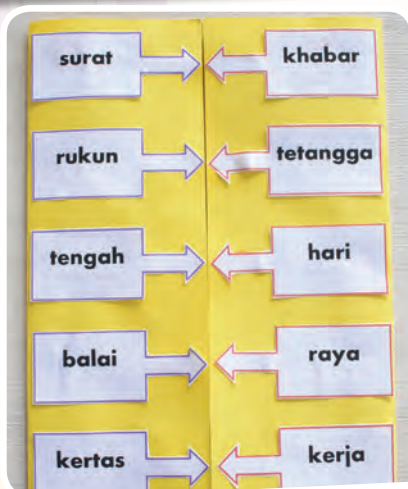 surat khabar
rukun tetangga
tengah hari
balai raya
kertas kerja